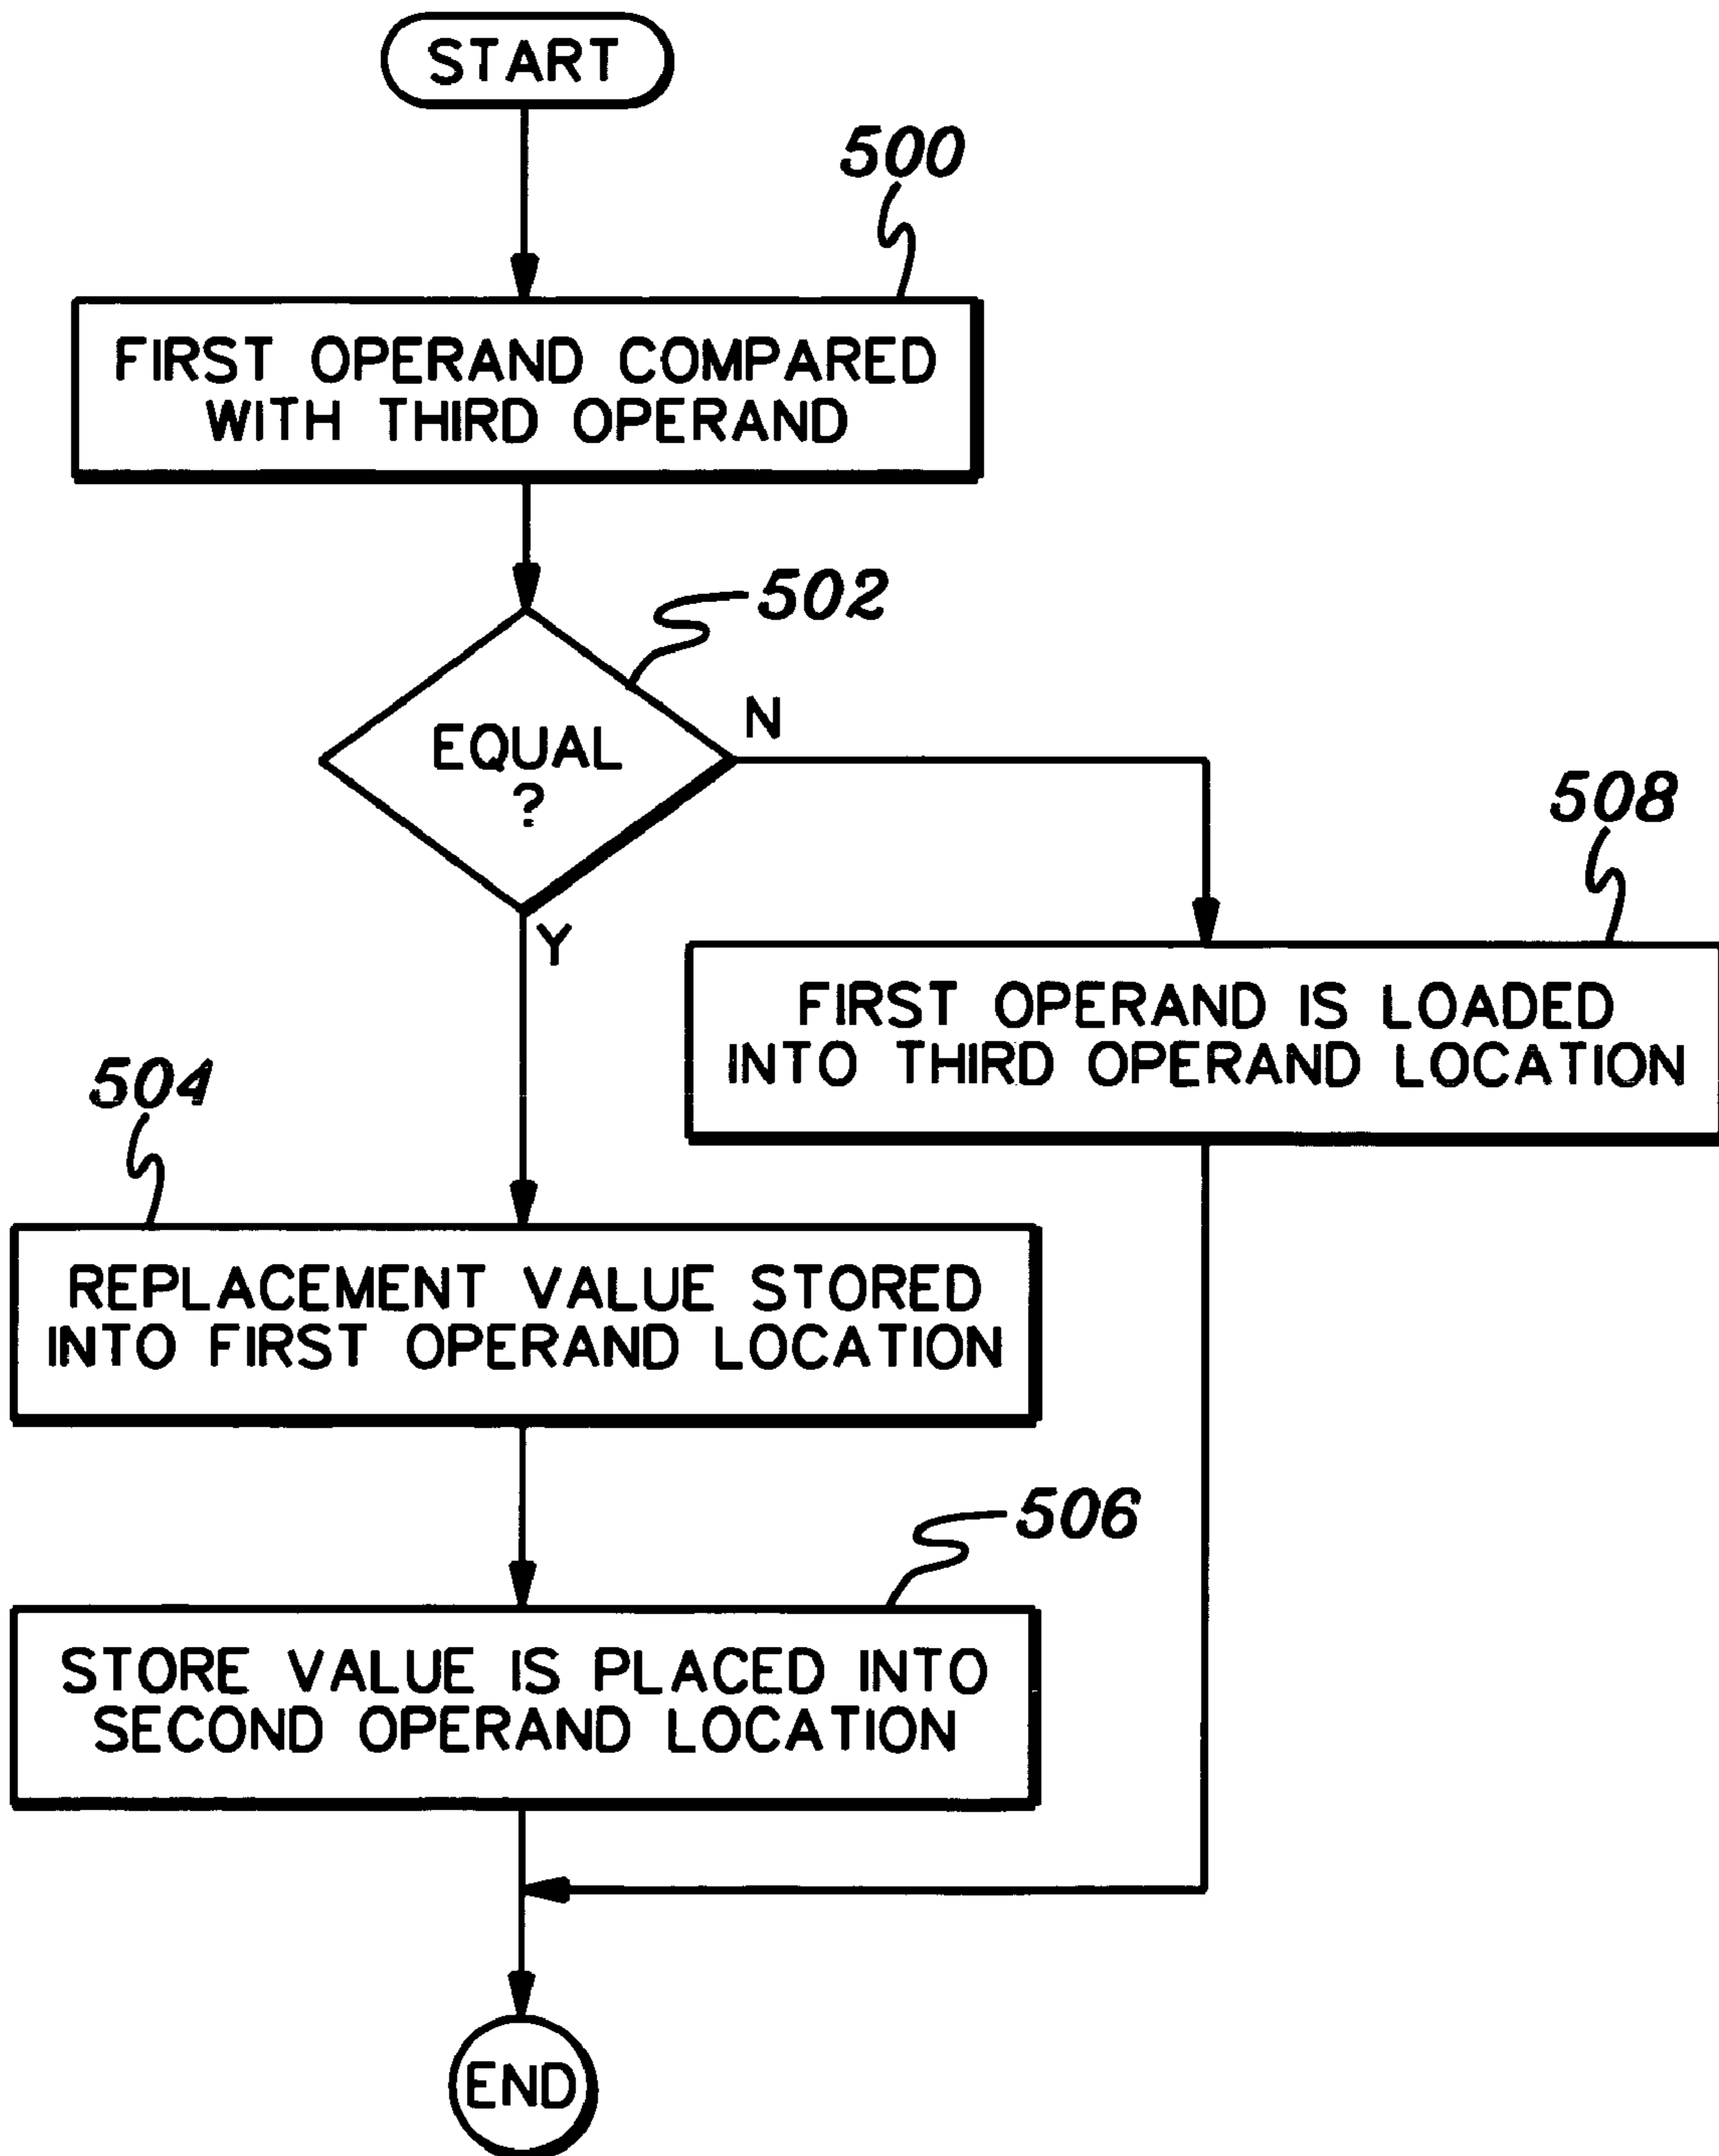 START
500
FIRST OPERAND COMPARED
WITH THIRD OPERAND
502
EQUAL
?
N
Y
508
FIRST OPERAND IS LOADED
INTO THIRD OPERAND LOCATION
504
REPLACEMENT VALUE STORED
INTO FIRST OPERAND LOCATION
506
STORE VALUE IS PLACED INTO
SECOND OPERAND LOCATION
END